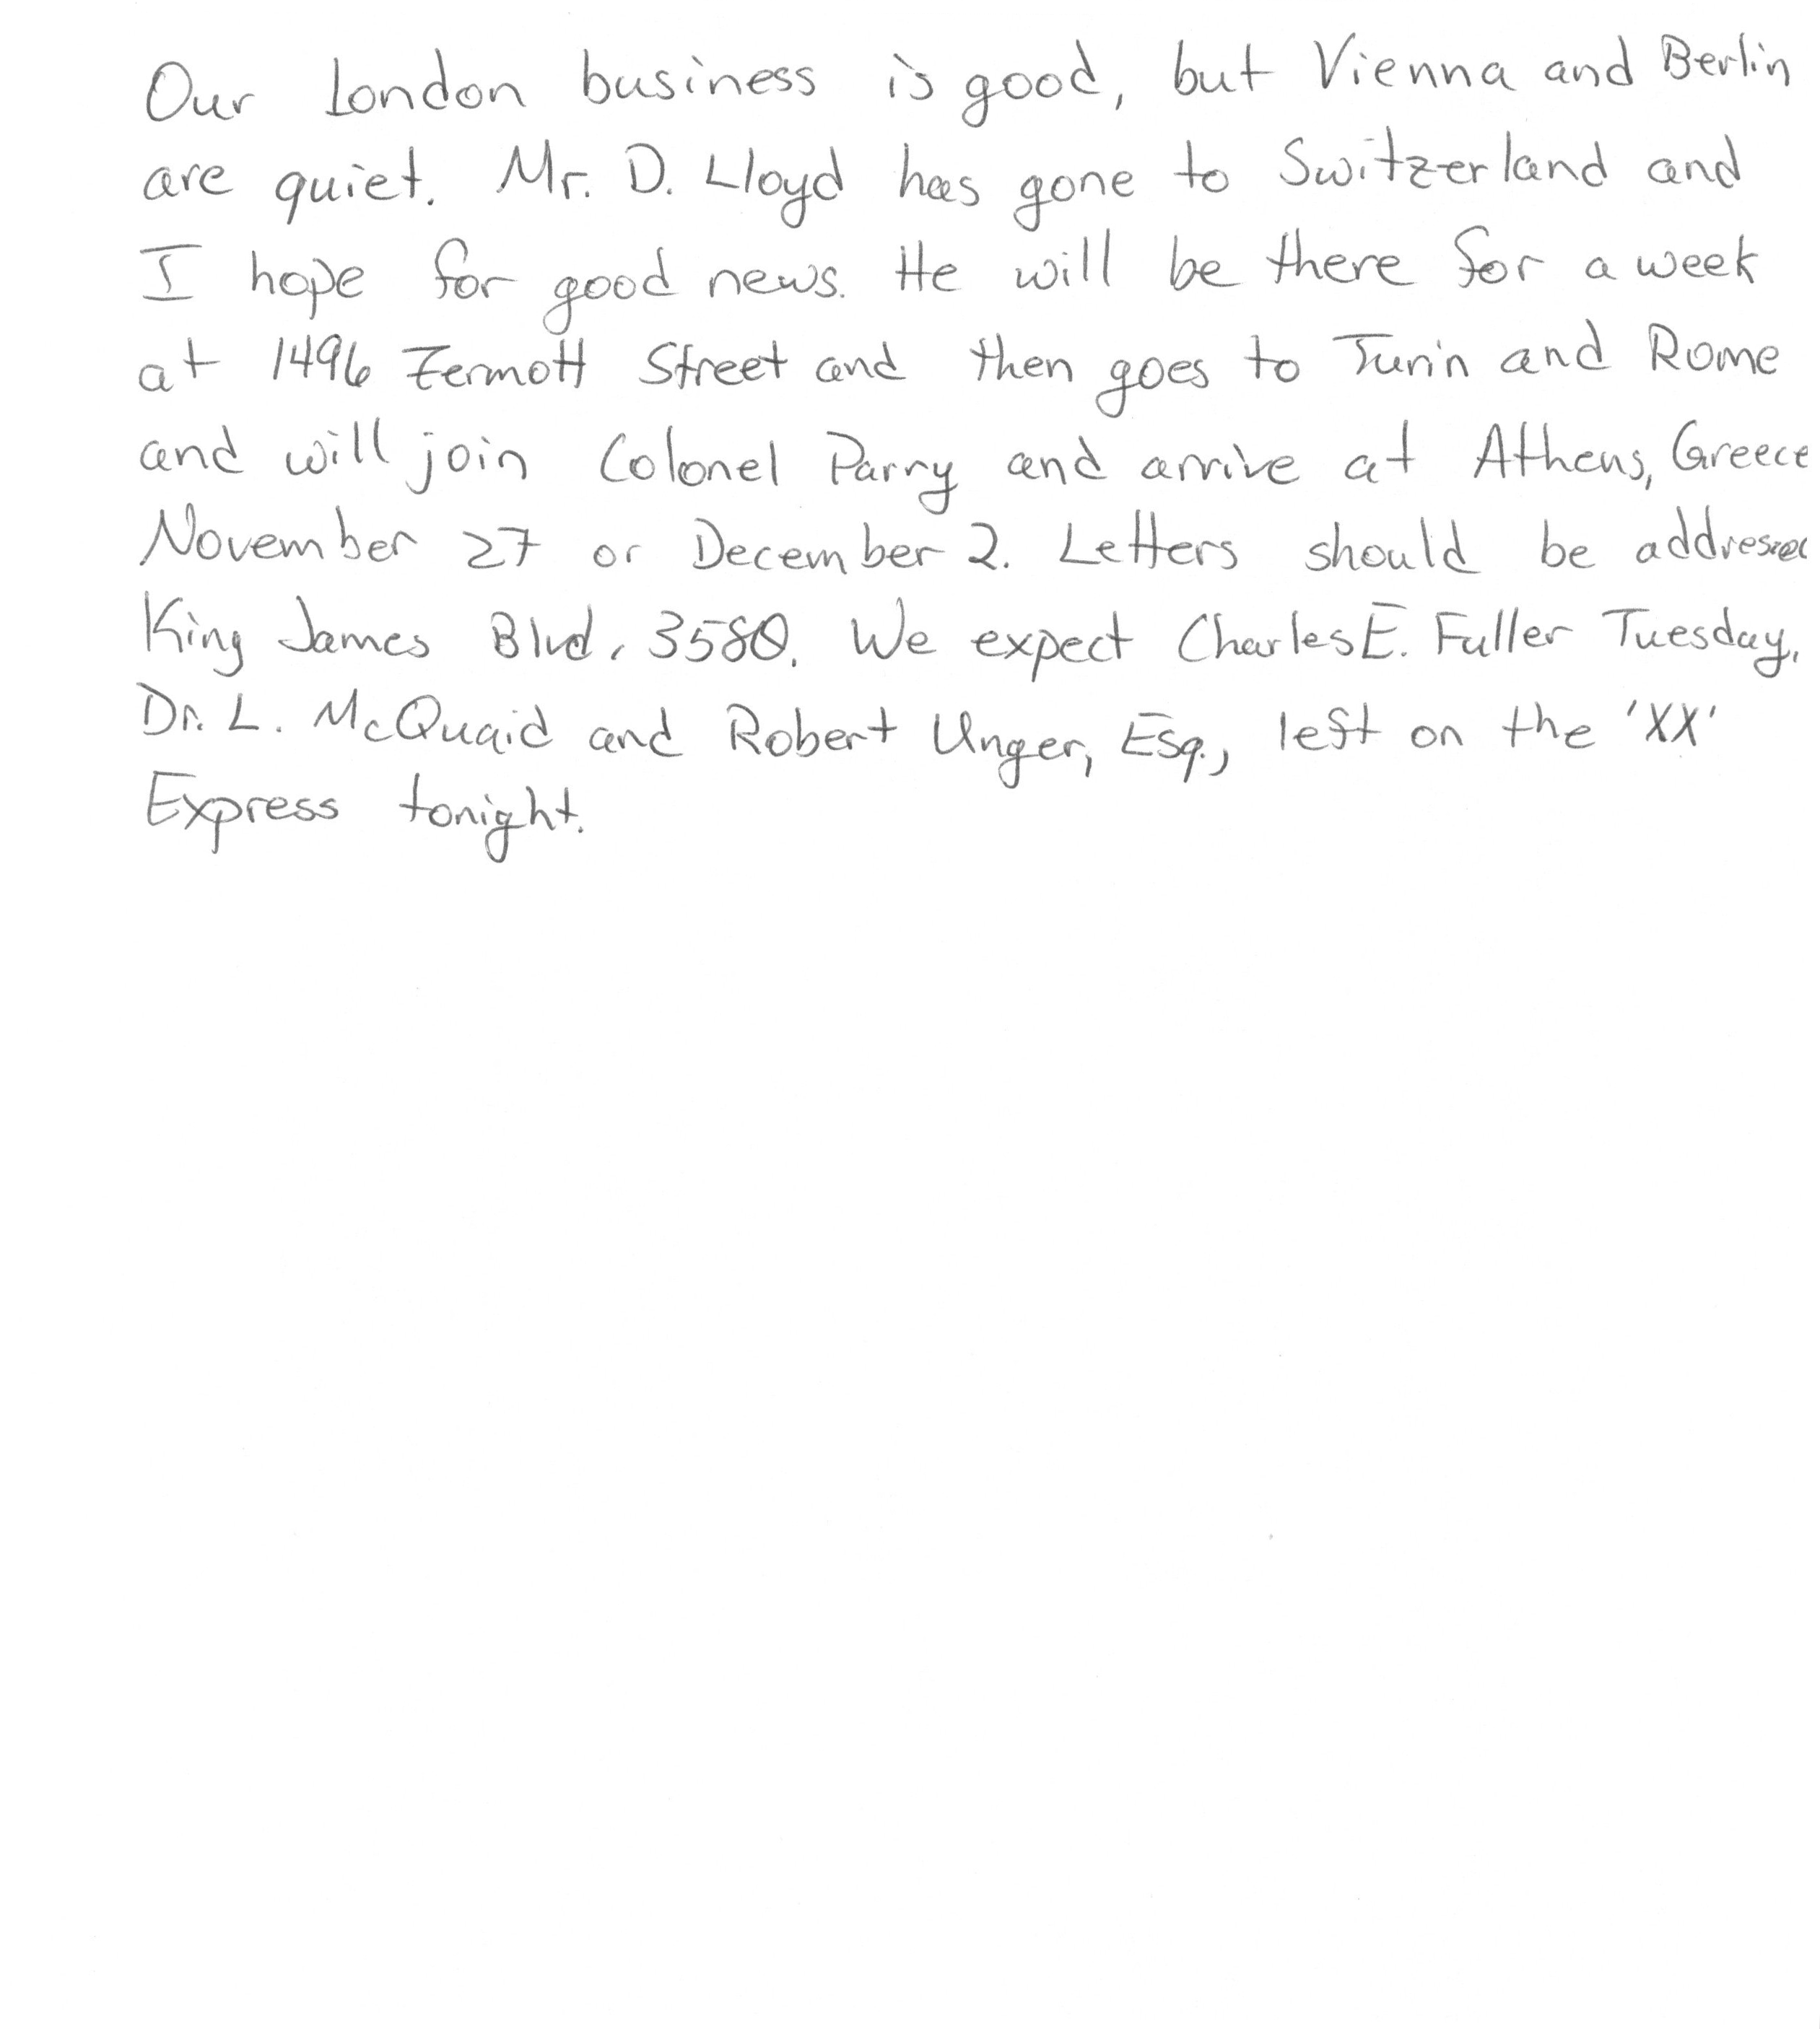 Our London business is good, but Vienna and Berlin
are quiet. Mr. D. Lloyd has gone to Switzerland and
I hope for good news. He will be there for a week
at 1496 Zermott Street and then goes to Turin and Rome
and will join Colonel Parry and arrive at Athens, Greece
November 27 or December 2. Letters should be addressed
King James Blvd. 3580. We expect Charles E. Fuller Tuesday.
Dr. L. McQuaid and Robert Unger, Esq., left on the 'XX'
Express tonight.